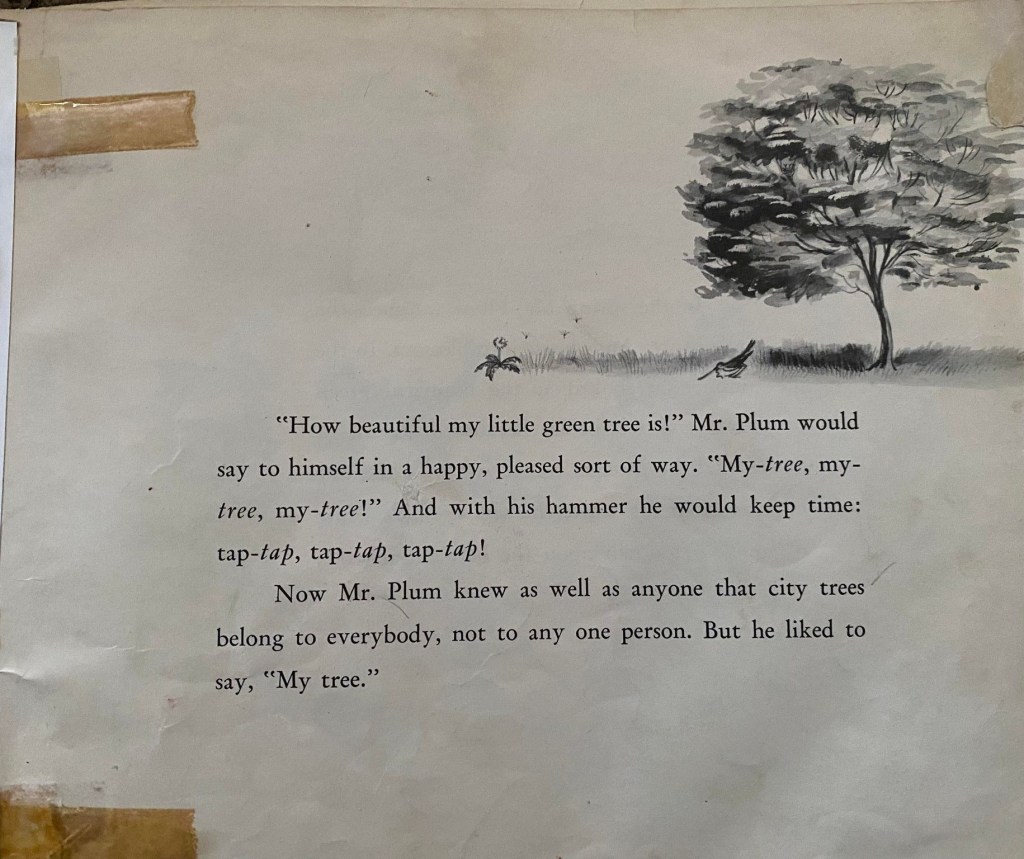 “How beautiful my little green tree is!” Mr. Plum would
say to himself in a happy, pleased sort of way. “My-tree, my-
tree, my-tree!” And with his hammer he would keep time:
tap-tap, tap-tap, tap-tap!
Now Mr. Plum knew as well as anyone that city trees
belong to everybody, not to any one person. But he liked to
say, “My tree.”